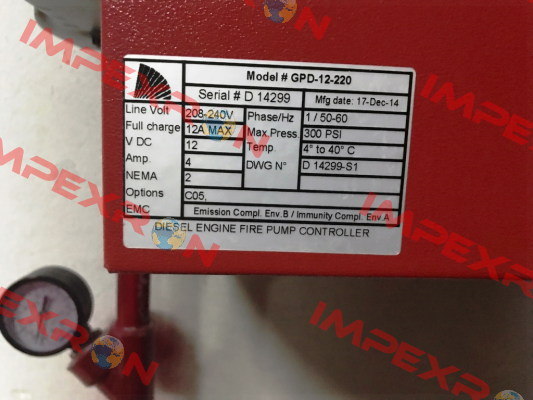 Model # GPD-12-220
Serial # D 14299 Mfg date: 17-Dec-14
Line Volt 208-240V Phase/Hz 1 / 50-60
Full charge 12A MAX Max.Press. 300 PSI
V DC 12 Temp. 4° to 40° C
Amp. 4 DWG N° D 14299-S1
NEMA 2
Options C05,
EMC Emission Compl. Env.B / Immunity Compl. Env A
DIESEL ENGINE FIRE PUMP CONTROLLER
IMPEXRON
IMPEXRON
IMPEXRON
IMPEXRON